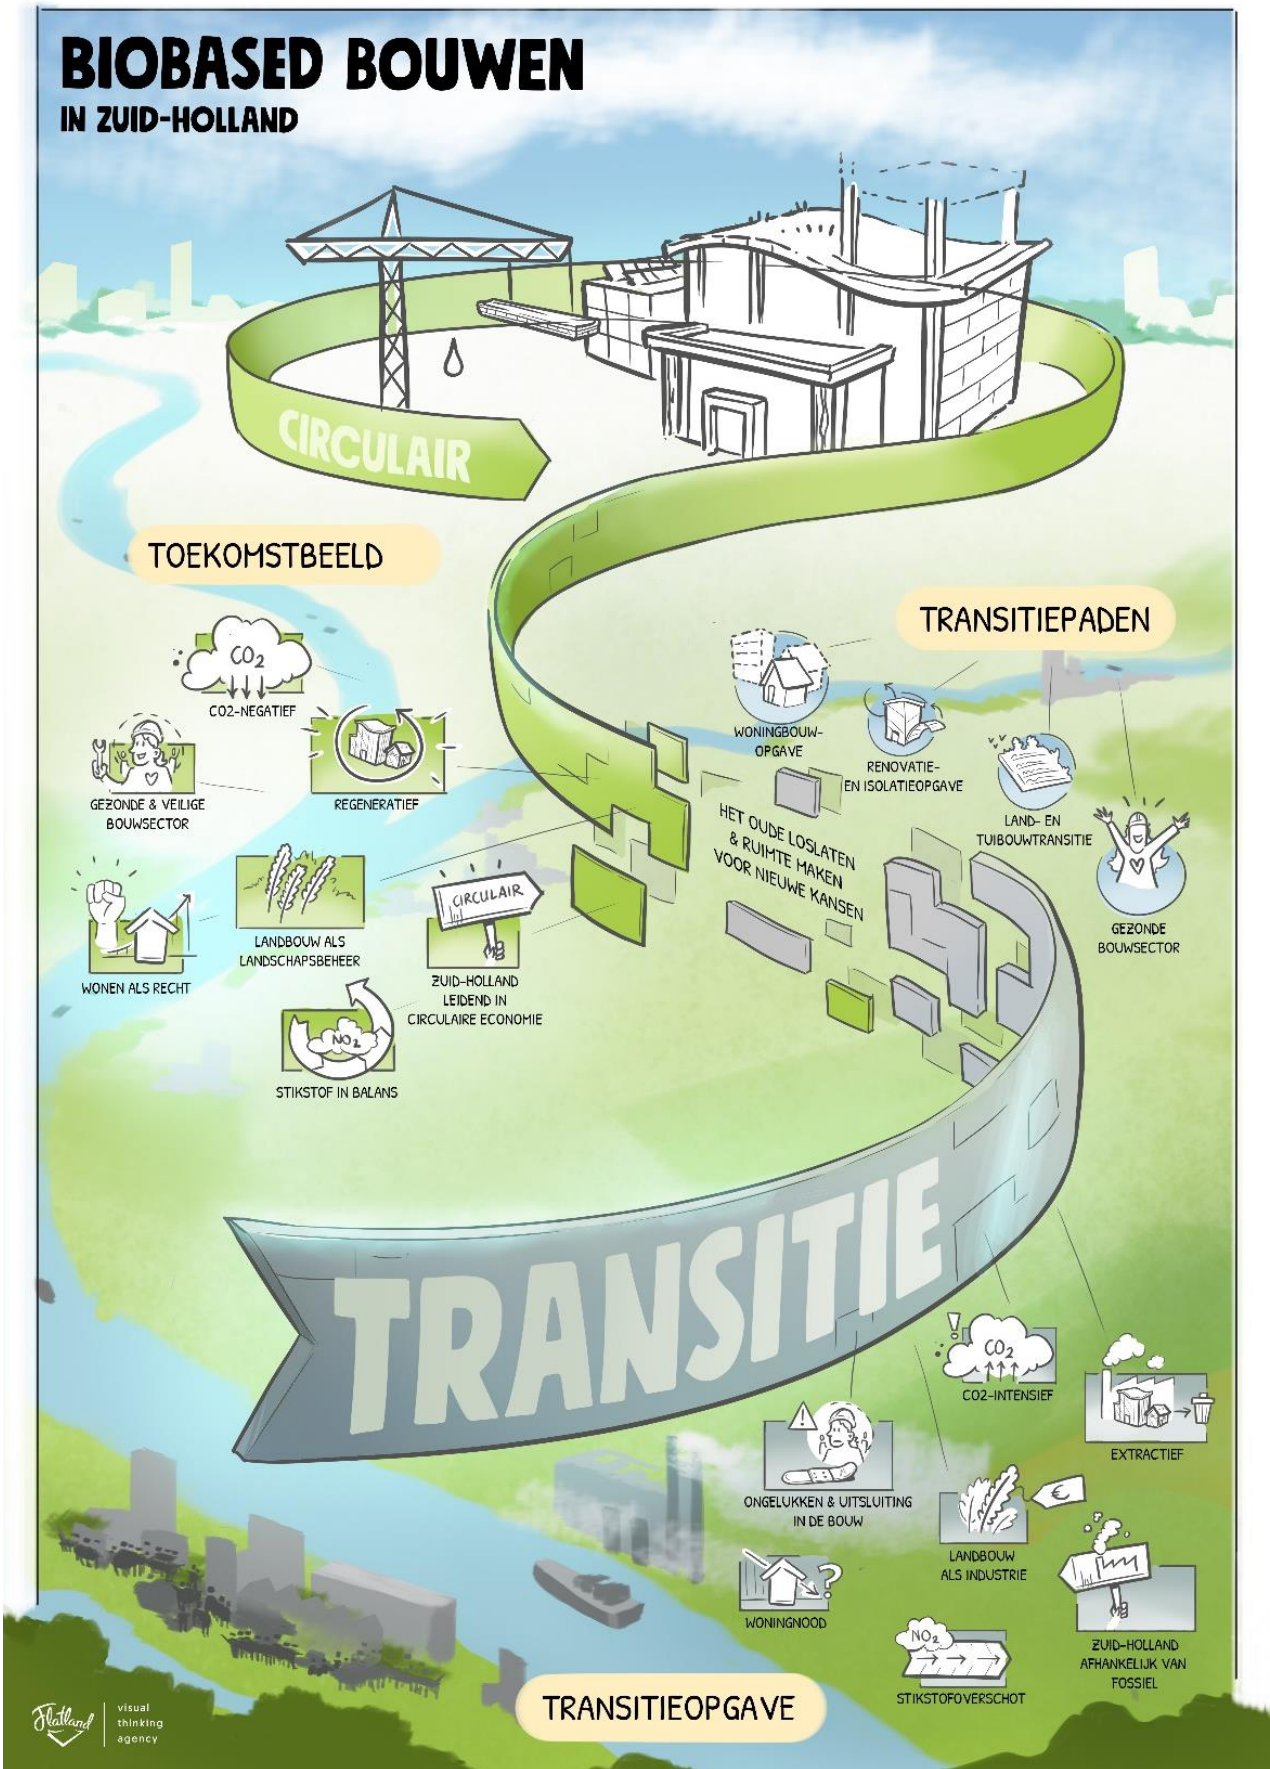 BIOBASED BOUWEN
IN ZUID-HOLLAND
CIRCULAIR
TOEKOMSTBEELD
CO2
CO2-NEGATIEF
GEZONDE & VEILIGE
BOUWSECTOR
REGENERATIEF
WONEN ALS RECHT
LANDBOUW ALS
LANDSCHAPSBEHEER
CIRCULAIR
ZUID-HOLLAND
LEIDEND IN
CIRCULAIRE ECONOMIE
NO2
STIKSTOF IN BALANS
TRANSITIEPADEN
WONINGBOUW-
OPGAVE
RENOVATIE-
EN ISOLATIEOPGAVE
LAND- EN
TUIBOUWTRANSITIE
GEZONDE
BOUWSECTOR
HET OUDE LOSLATEN
& RUIMTE MAKEN
VOOR NIEUWE KANSEN
TRANSITIE
CO2
CO2-INTENSIEF
EXTRACTIEF
ONGELUKKEN & UITSLUITING
IN DE BOUW
€
LANDBOUW
ALS INDUSTRIE
?
WONINGNOOD
NO2
STIKSTOFOVERSCHOT
ZUID-HOLLAND
AFHANKELIJK VAN
FOSSIEL
TRANSITIEOPGAVE
Flatland
visual
thinking
agency